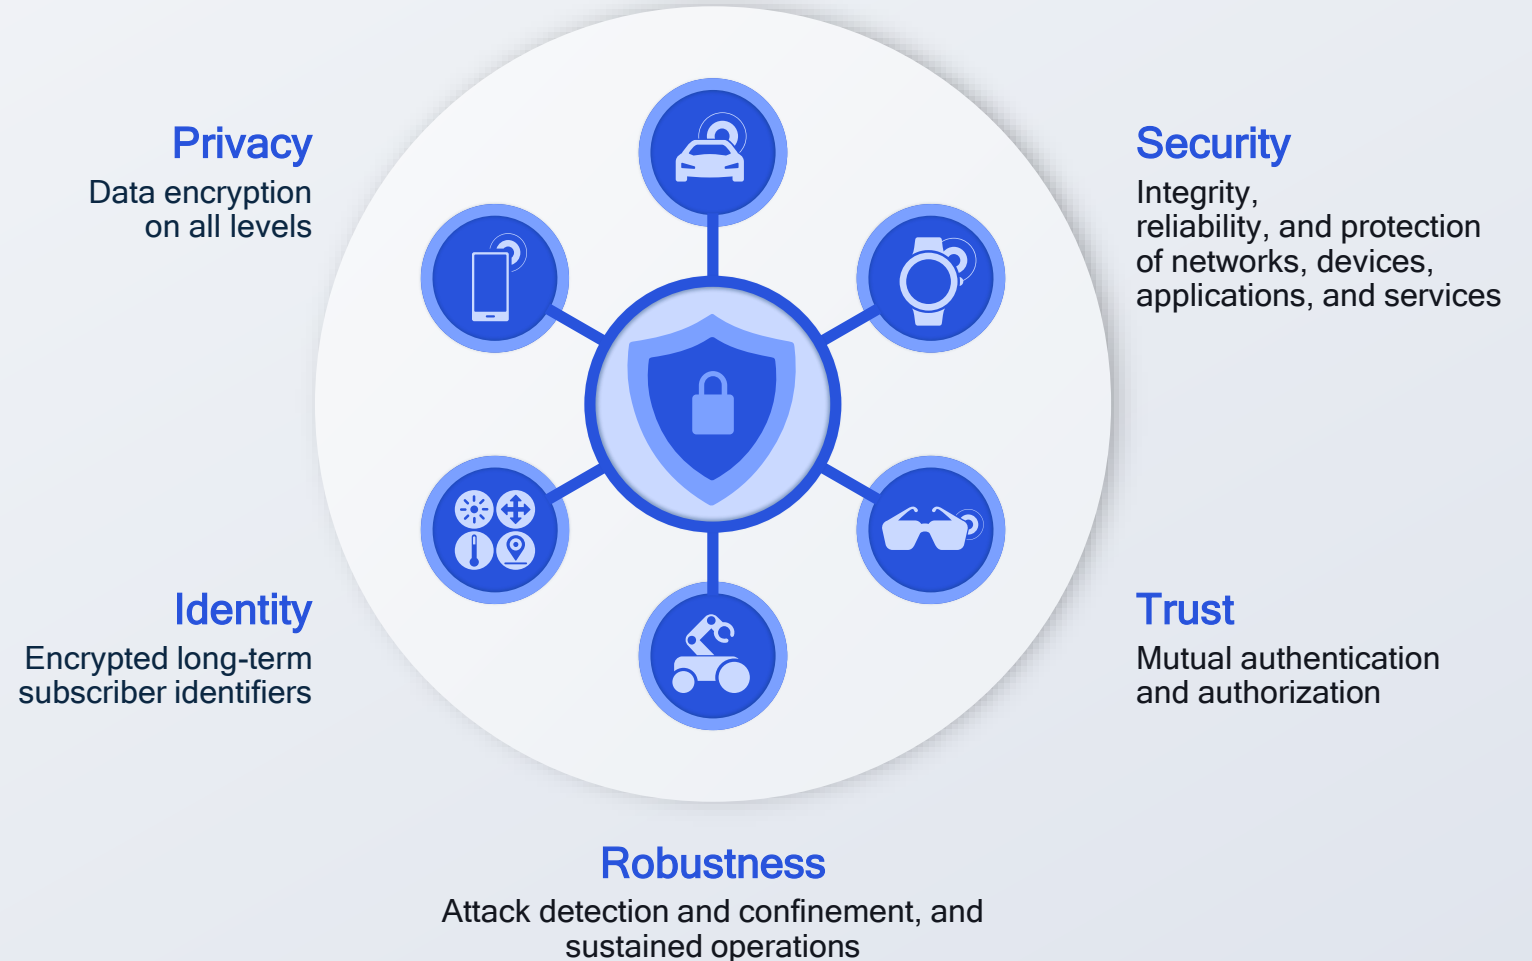 Privacy
Data encryption
on all levels
Security
Integrity,
reliability, and protection
of networks, devices,
applications, and services
Identity
Encrypted long-term
subscriber identifiers
Trust
Mutual authentication
and authorization
Robustness
Attack detection and confinement, and
sustained operations